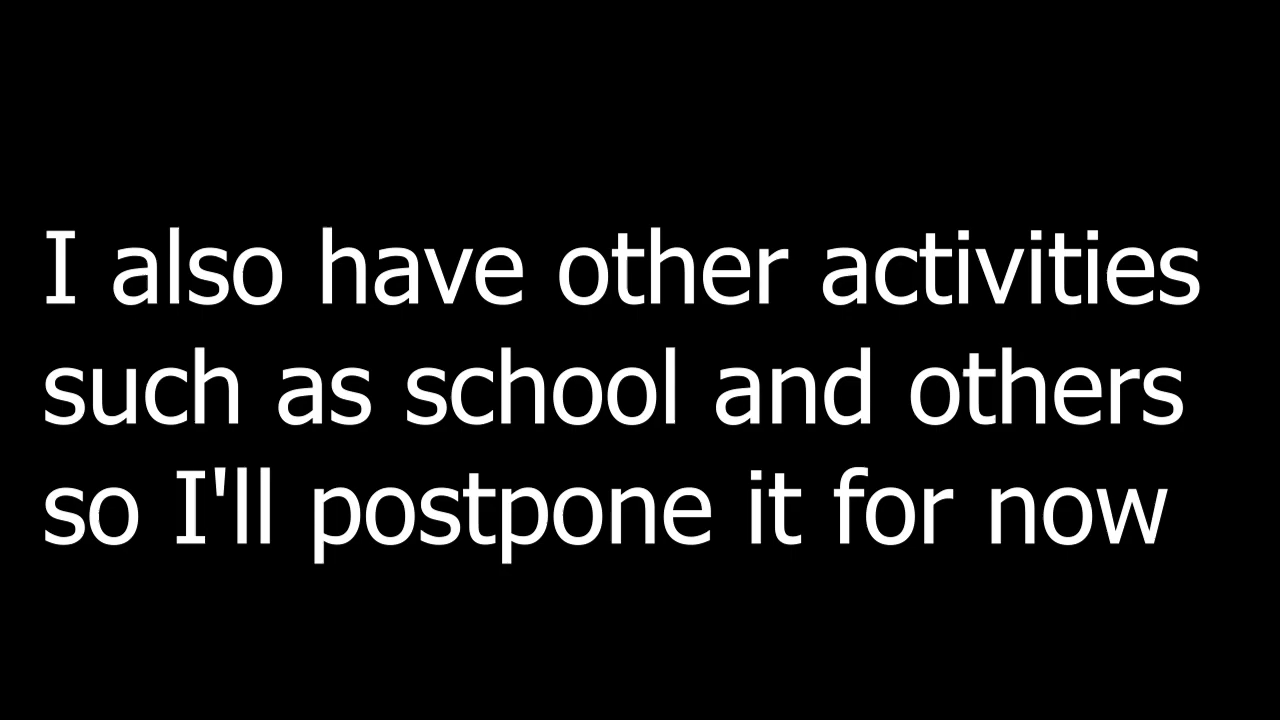 I also have other activities
such as school and others
so I'll postpone it for now